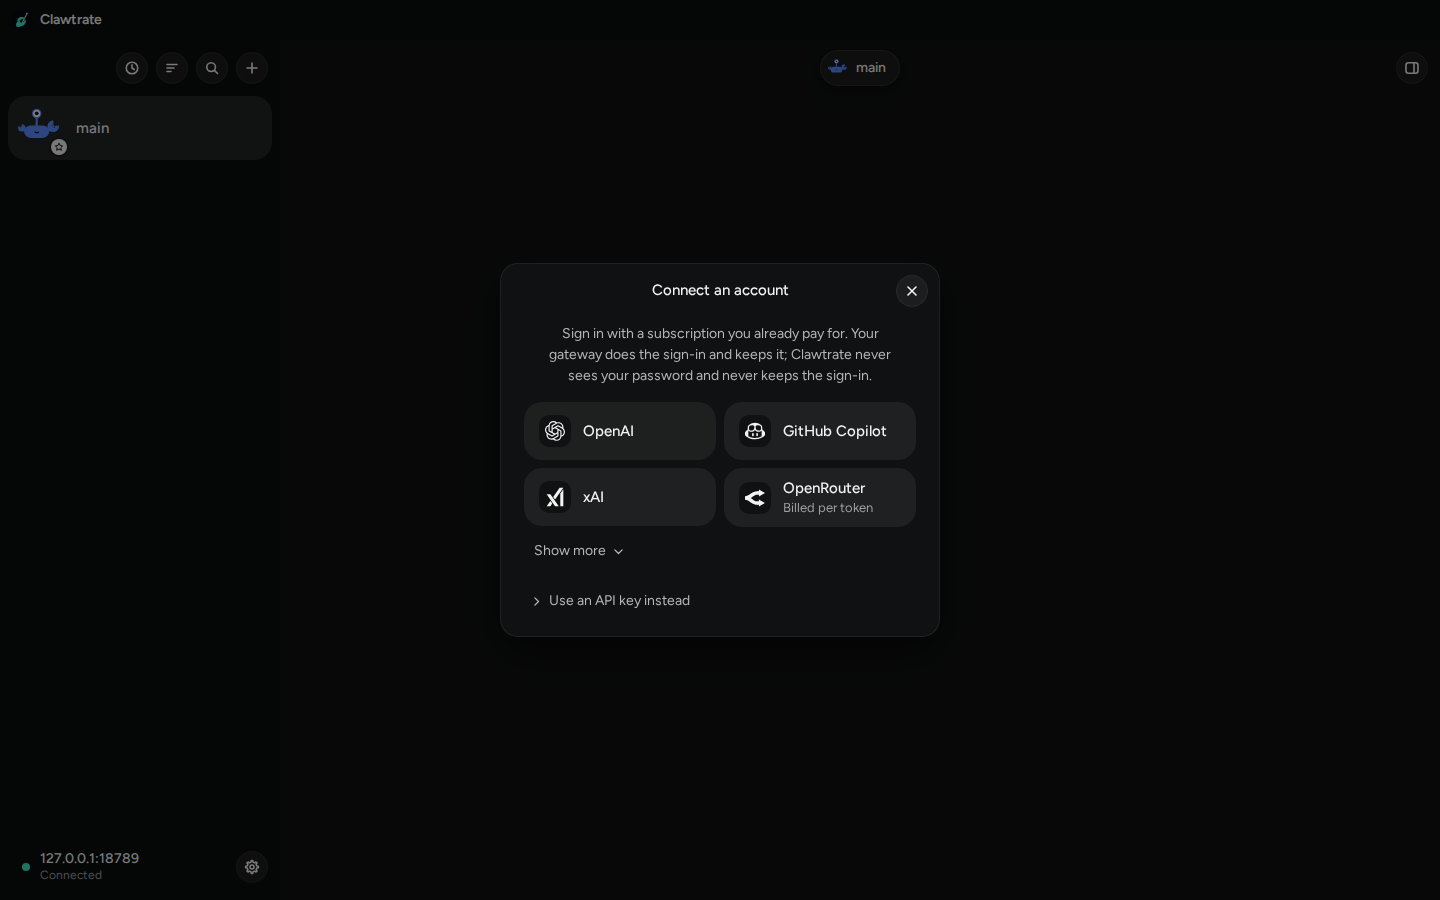 Clawtrate
main
main
Connect an account
Sign in with a subscription you already pay for. Your
gateway does the sign-in and keeps it; Clawtrate never
sees your password and never keeps the sign-in.
OpenAI
GitHub Copilot
xAI
OpenRouter
Billed per token
Show more
Use an API key instead
127.0.0.1:18789
Connected